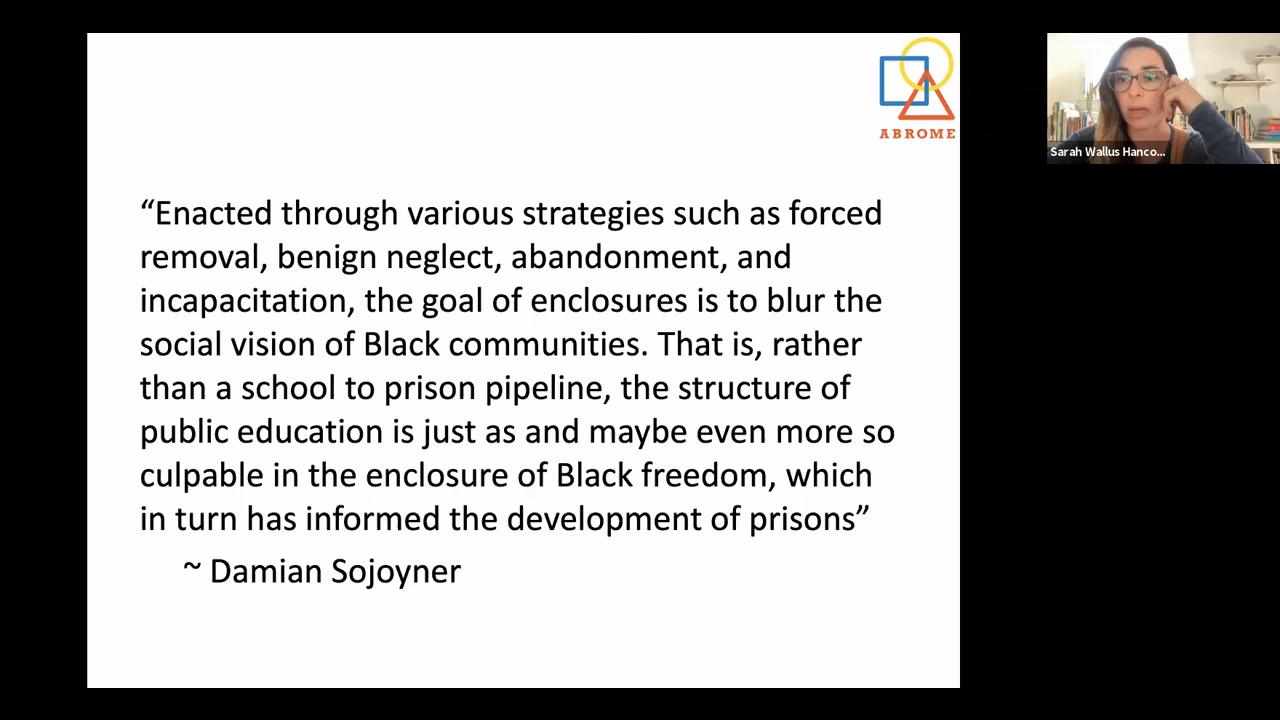 ABROME
Sarah Wallus Hanco...
“Enacted through various strategies such as forced
removal, benign neglect, abandonment, and
incapacitation, the goal of enclosures is to blur the
social vision of Black communities. That is, rather
than a school to prison pipeline, the structure of
public education is just as and maybe even more so
culpable in the enclosure of Black freedom, which
in turn has informed the development of prisons”
~ Damian Sojoyner